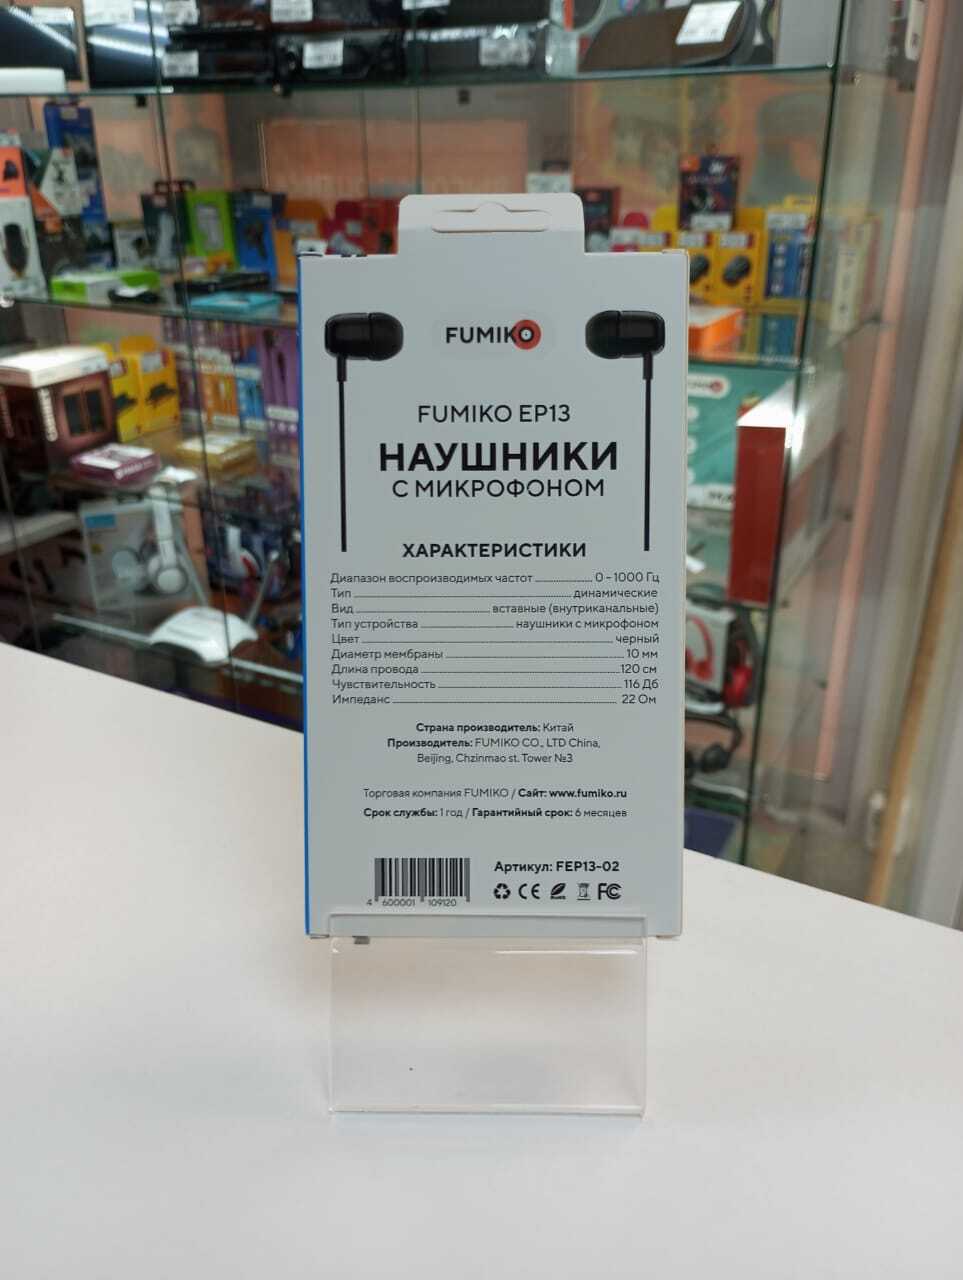 FUMIKO
FUMIKO EP13
НАУШНИКИ
С МИКРОФОНОМ
ХАРАКТЕРИСТИКИ
Диапазон воспроизводимых частот ........ 0 – 1000 Гц
Тип ........ динамические
Вид ........ вставные (внутриканальные)
Тип устройства ........ наушники с микрофоном
Цвет ........ черный
Диаметр мембраны ........ 10 мм
Длина провода ........ 120 см
Чувствительность ........ 116 Дб
Импеданс ........ 22 Ом
Страна производитель: Китай
Производитель: FUMIKO CO., LTD China,
Beijing, Chzinmao st. Tower №3
Торговая компания FUMIKO / Сайт: www.fumiko.ru
Срок службы: 1 год / Гарантийный срок: 6 месяцев
Артикул: FEP13-02
CE FC
4 600001 109120